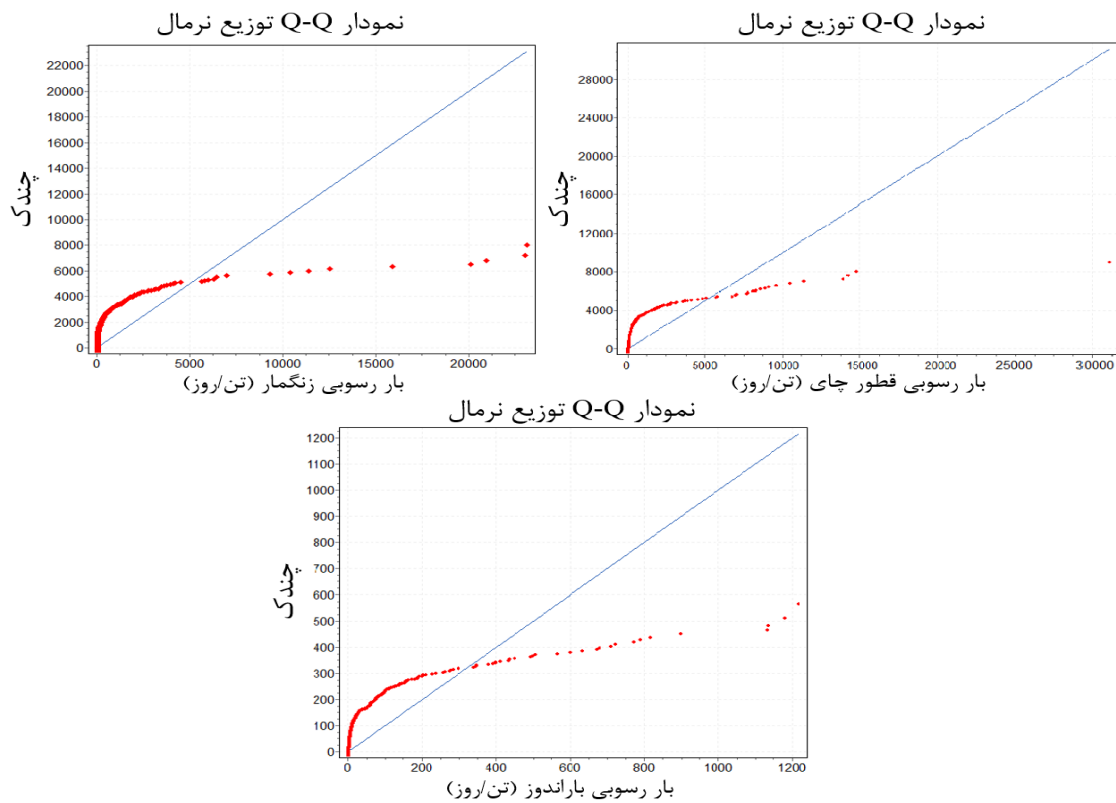 نمودار Q-Q توزیع نرمال
22000
20000
18000
16000
14000
12000
10000
8000
6000
4000
2000
0
چندک
0 5000 10000 15000 20000
بار رسوبی زنگمار (تن/روز)
نمودار Q-Q توزیع نرمال
28000
24000
20000
16000
12000
8000
4000
0
چندک
0 5000 10000 15000 20000 25000 30000
بار رسوبی قطور چای (تن/روز)
نمودار Q-Q توزیع نرمال
1200
1100
1000
900
800
700
600
500
400
300
200
100
0
چندک
0 200 400 600 800 1000 1200
بار رسوبی باراندوز (تن/روز)